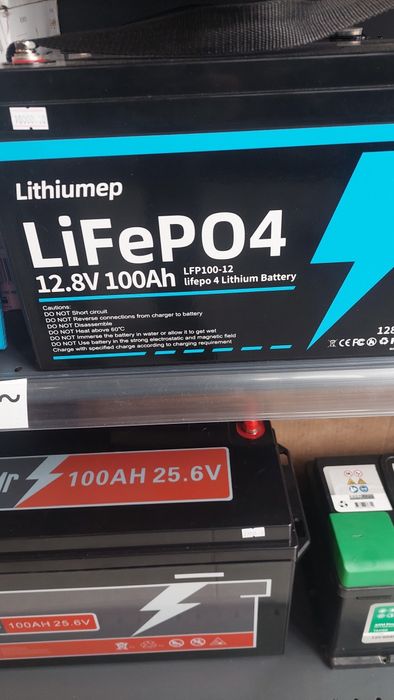 Lithiumep
LiFePO4
12.8V 100Ah
LFP100-12
lifepo 4 Lithium Battery
Cautions:
DO NOT Short circuit
DO NOT Reverse connections from charger to battery
DO NOT Disassemble
DO NOT Heat above 60℃
DO NOT Immerse the battery in water or allow it to get wet
DO NOT Use battery in the strong electrostatic and magnetic field
Charge with specified charge according to charging requirement
128
CE FC
~
100AH 25.6V
100AH 25.6V